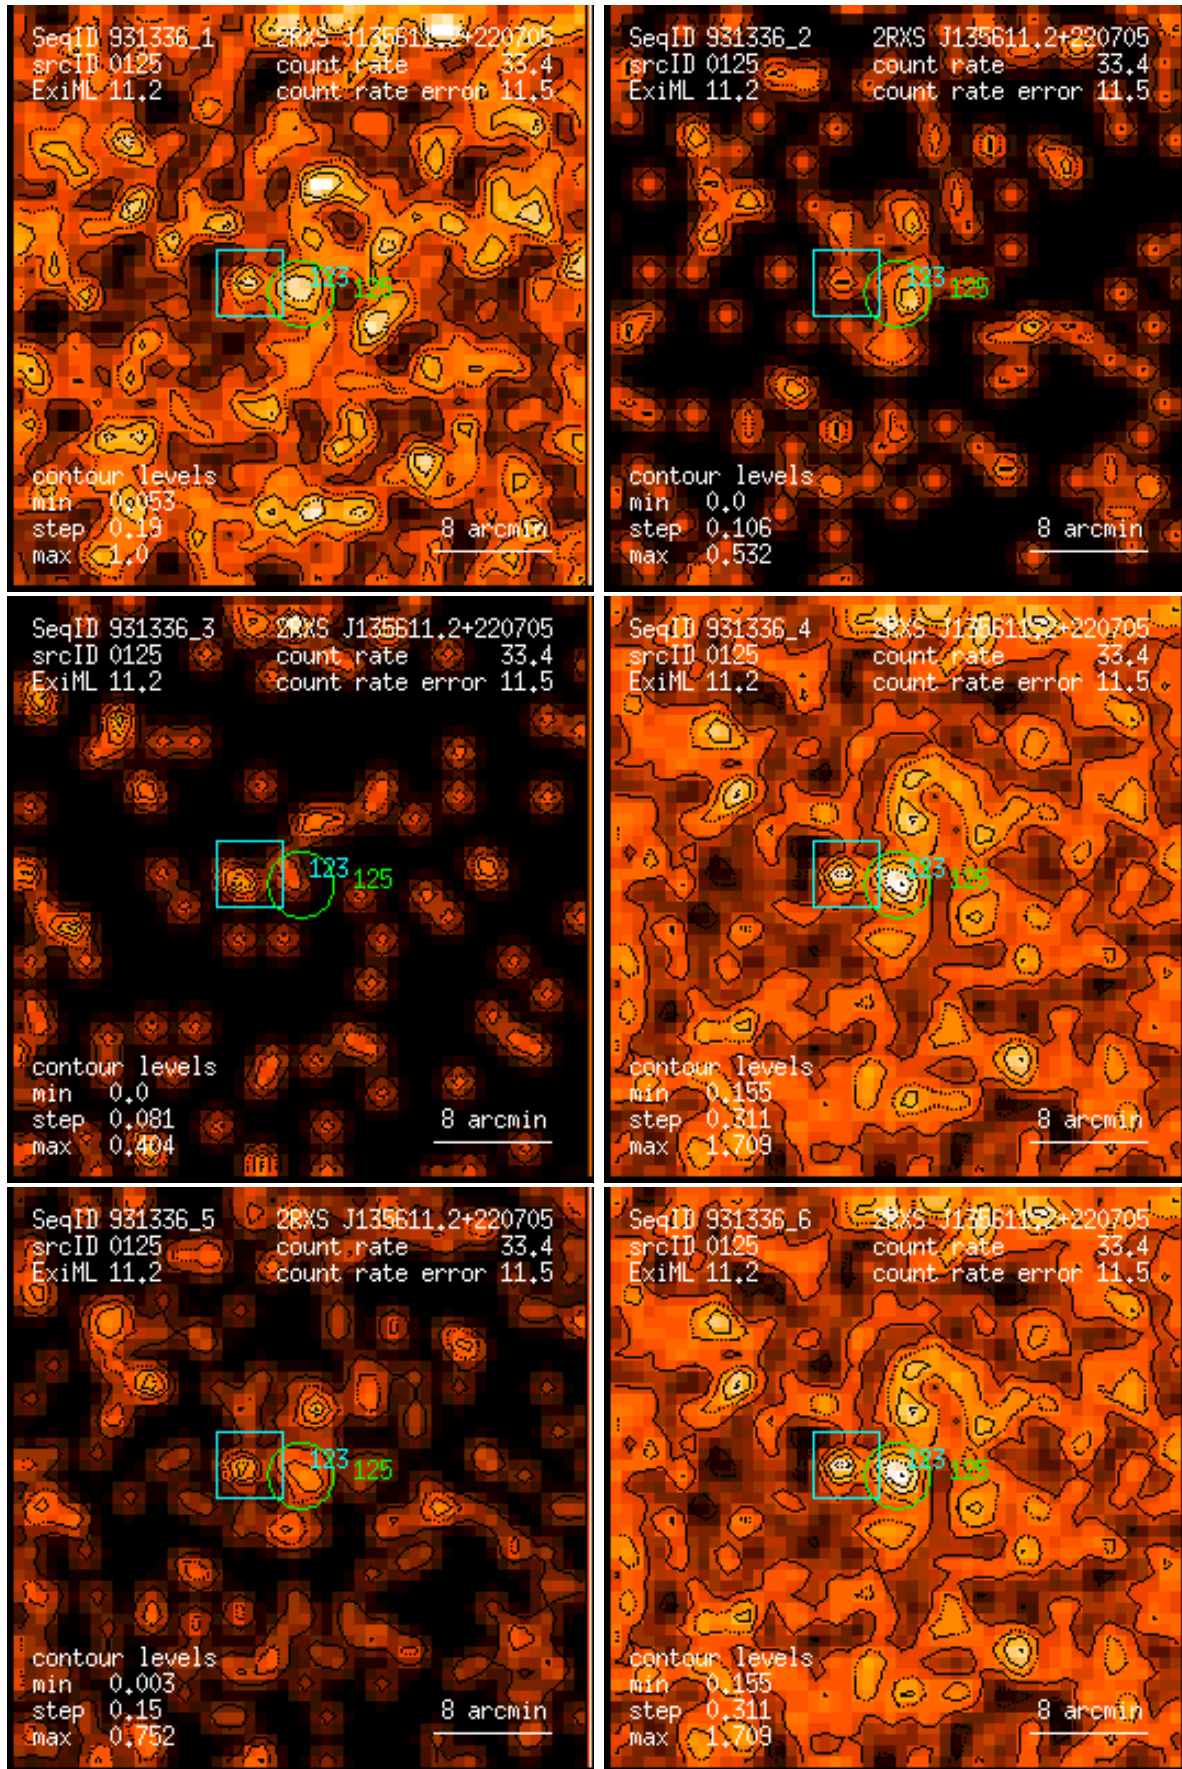 SeqID 931336_1 2RXS J135611.2+220705
srcID 0125 count rate 33.4
ExiML 11.2 count rate error 11.5
123
125
contour levels
min 0.053
step 0.19
max 1.0
8 arcmin
SeqID 931336_2 2RXS J135611.2+220705
srcID 0125 count rate 33.4
ExiML 11.2 count rate error 11.5
123
125
contour levels
min 0.0
step 0.106
max 0.532
8 arcmin
SeqID 931336_3 2RXS J135611.2+220705
srcID 0125 count rate 33.4
ExiML 11.2 count rate error 11.5
123
125
contour levels
min 0.0
step 0.081
max 0.404
8 arcmin
SeqID 931336_4 2RXS J135611.2+220705
srcID 0125 count rate 33.4
ExiML 11.2 count rate error 11.5
123
125
contour levels
min 0.155
step 0.311
max 1.709
8 arcmin
SeqID 931336_5 2RXS J135611.2+220705
srcID 0125 count rate 33.4
ExiML 11.2 count rate error 11.5
123
125
contour levels
min 0.003
step 0.15
max 0.752
8 arcmin
SeqID 931336_6 2RXS J135611.2+220705
srcID 0125 count rate 33.4
ExiML 11.2 count rate error 11.5
123
125
contour levels
min 0.155
step 0.311
max 1.709
8 arcmin